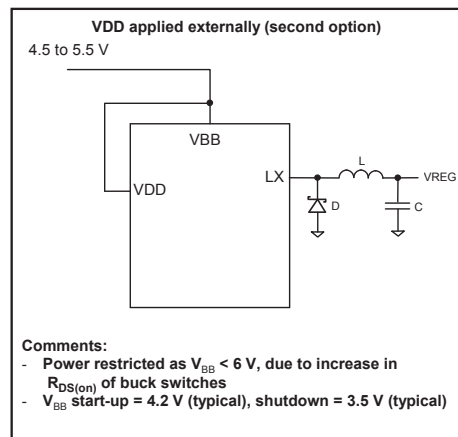 VDD applied externally (second option)
4.5 to 5.5 V
VBB
LX
L
VREG
VDD
D
C
Comments:
- Power restricted as VBB < 6 V, due to increase in
RDS(on) of buck switches
- VBB start-up = 4.2 V (typical), shutdown = 3.5 V (typical)